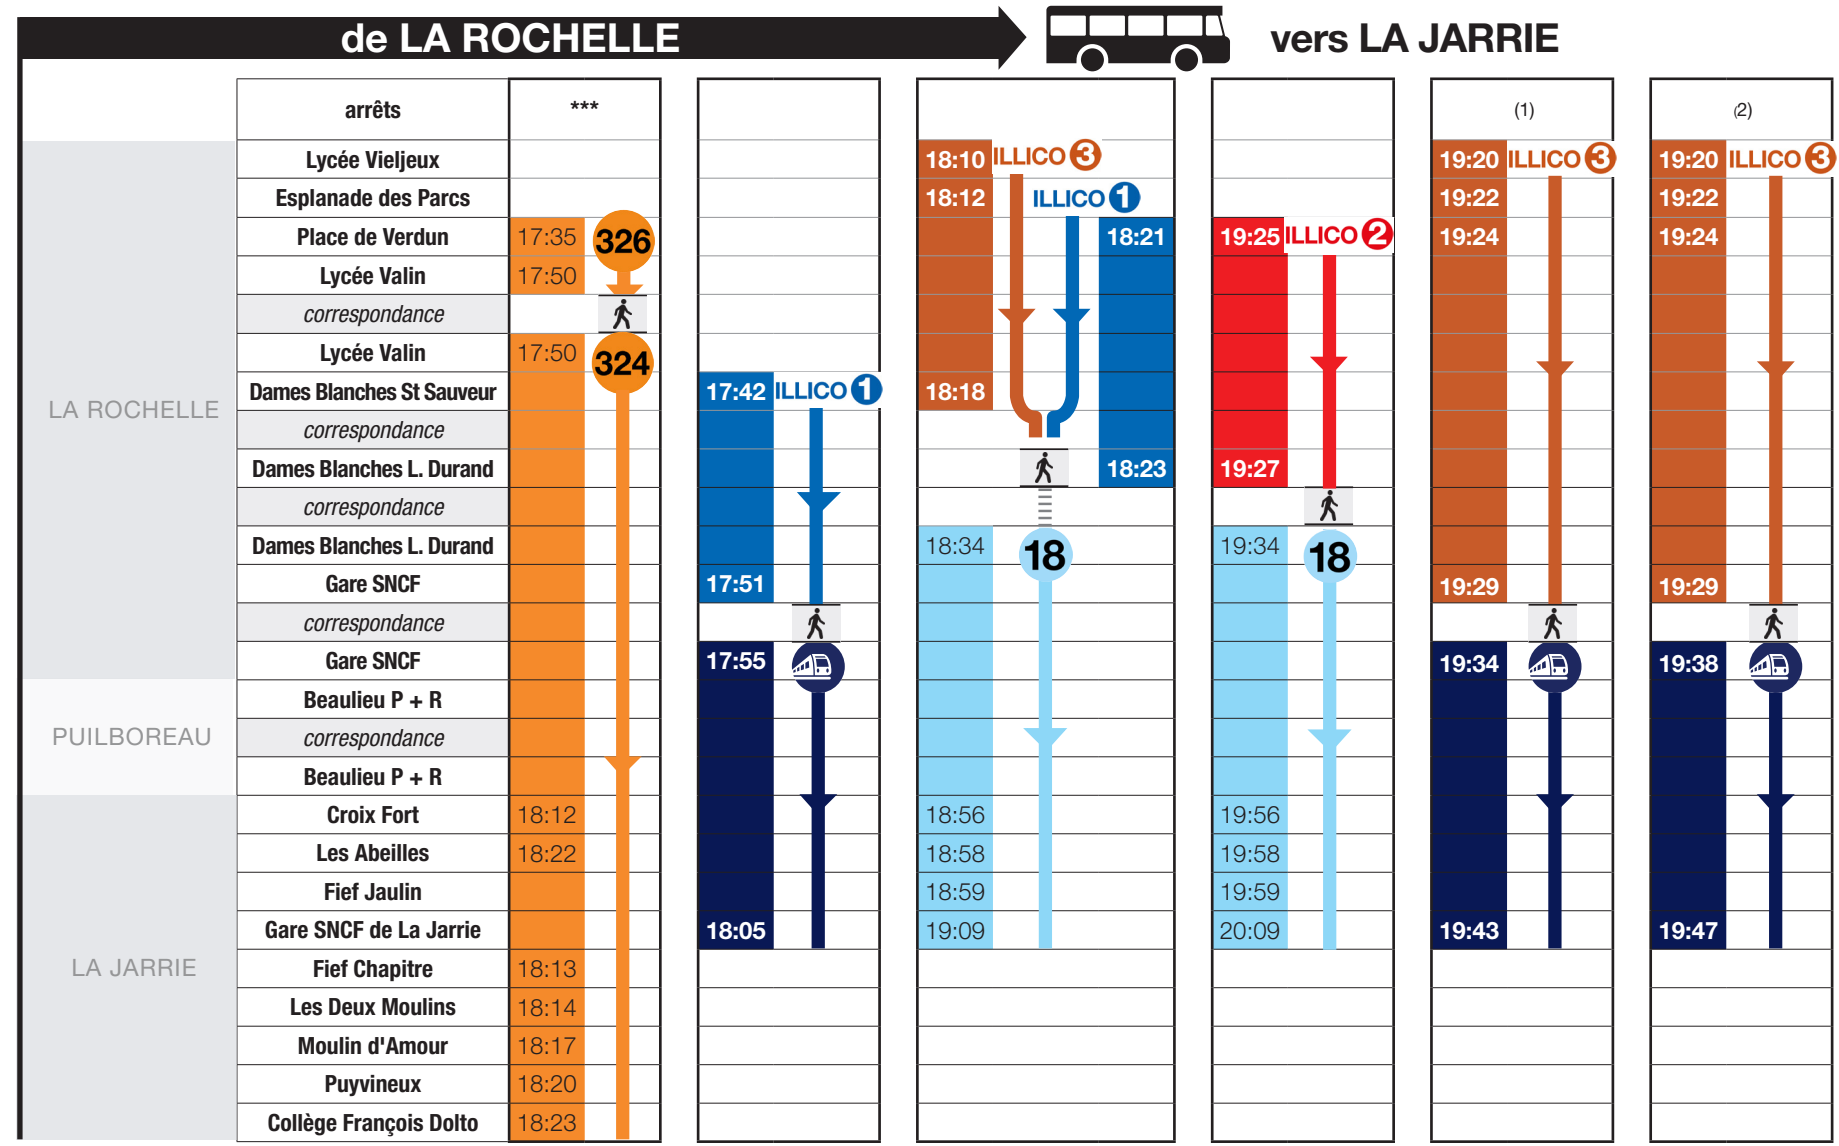 de LA ROCHELLE vers LA JARRIE
arrêts *** (1) (2)
Lycée Vieljeux 18:10 ILLICO 3 19:20 ILLICO 3 19:20 ILLICO 3
Esplanade des Parcs 18:12 ILLICO 1 19:22 19:22
Place de Verdun 17:35 326 18:21 19:25 ILLICO 2 19:24 19:24
Lycée Valin 17:50
correspondance
Lycée Valin 17:50 324
LA ROCHELLE
Dames Blanches St Sauveur 17:42 ILLICO 1 18:18
correspondance
Dames Blanches L. Durand 18:23 19:27
correspondance
Dames Blanches L. Durand 18:34 18 19:34 18
Gare SNCF 17:51 19:29 19:29
correspondance
Gare SNCF 17:55 19:34 19:38
Beaulieu P + R
PUILBOREAU
correspondance
Beaulieu P + R
Croix Fort 18:12 18:56 19:56
Les Abeilles 18:22 18:58 19:58
Fief Jaulin 18:59 19:59
Gare SNCF de La Jarrie 18:05 19:09 20:09 19:43 19:47
LA JARRIE
Fief Chapitre 18:13
Les Deux Moulins 18:14
Moulin d'Amour 18:17
Puyvineux 18:20
Collège François Dolto 18:23